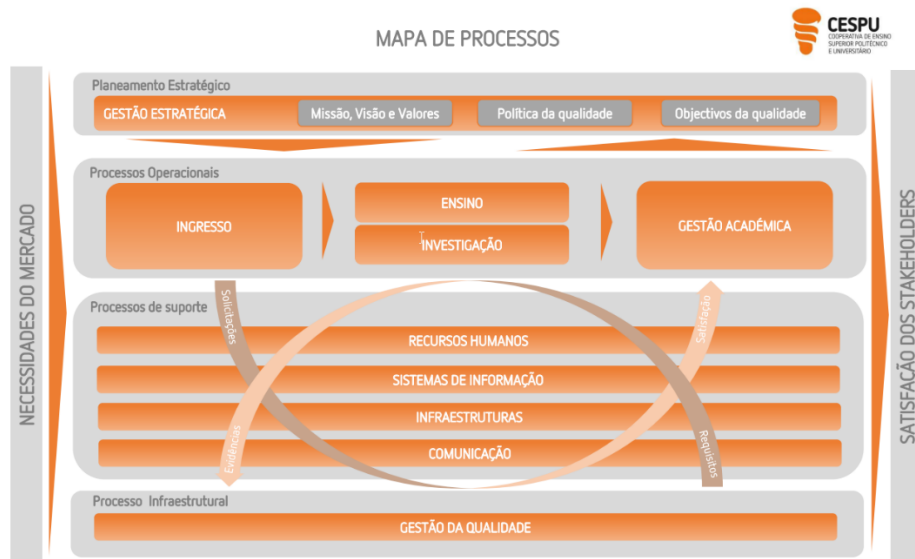 MAPA DE PROCESSOS
CESPU
COOPERATIVA DE ENSINO
SUPERIOR POLITÉCNICO
E UNIVERSITÁRIO
NECESSIDADES DO MERCADO
Planeamento Estratégico
GESTÃO ESTRATÉGICA
Missão, Visão e Valores
Política da qualidade
Objectivos da qualidade
Processos Operacionais
INGRESSO
ENSINO
INVESTIGAÇÃO
GESTÃO ACADÉMICA
Processos de suporte
Solicitações
Satisfação
RECURSOS HUMANOS
SISTEMAS DE INFORMAÇÃO
INFRAESTRUTURAS
COMUNICAÇÃO
Evidências
Requisitos
Processo Infraestrutural
GESTÃO DA QUALIDADE
SATISFAÇÃO DOS STAKEHOLDERS